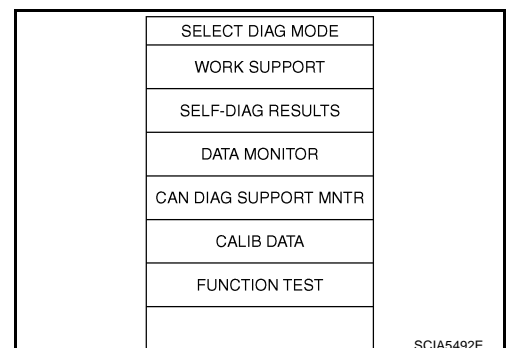 SELECT DIAG MODE
WORK SUPPORT
SELF-DIAG RESULTS
DATA MONITOR
CAN DIAG SUPPORT MNTR
CALIB DATA
FUNCTION TEST
SCIA5492E